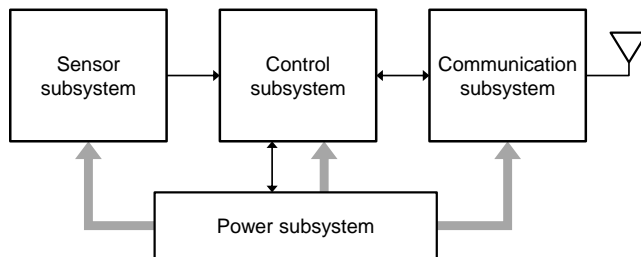 Sensor
subsystem
Control
subsystem
Communication
subsystem
Power subsystem